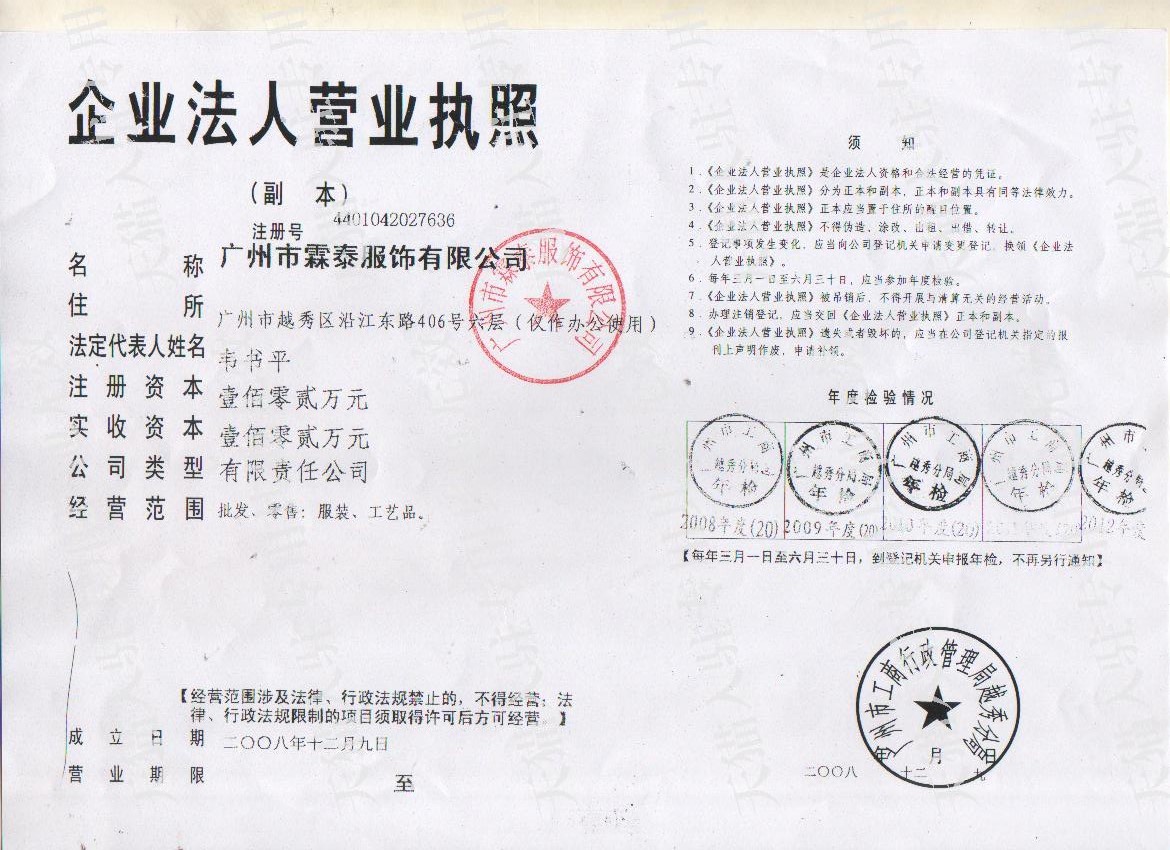 企业法人营业执照
（副 本）
注册号 4401042027636
名称 广州市霖泰服饰有限公司
住所 广州市越秀区沿江东路406号六层（仅作办公使用）
法定代表人姓名 韦书平
注册资本 壹佰零贰万元
实收资本 壹佰零贰万元
公司类型 有限责任公司
经营范围 批发、零售：服装、工艺品。
【经营范围涉及法律、行政法规禁止的，不得经营；法
律、行政法规限制的项目须取得许可后方可经营。】
成立日期 二〇〇八年十二月九日
营业期限 至
广州市霖泰服饰有限公司
须 知
1．《企业法人营业执照》是企业法人资格和合法经营的凭证。
2．《企业法人营业执照》分为正本和副本，正本和副本具有同等法律效力。
3．《企业法人营业执照》正本应当置于住所的醒目位置。
4．《企业法人营业执照》不得伪造、涂改、出租、出借、转让。
5．登记事项发生变化，应当向公司登记机关申请变更登记，换领《企业法
人营业执照》。
6．每年三月一日至六月三十日，应当参加年度检验。
7．《企业法人营业执照》被吊销后，不得开展与清算无关的经营活动。
8．办理注销登记，应当交回《企业法人营业执照》正本和副本。
9．《企业法人营业执照》遗失或者毁坏的，应当在公司登记机关指定的报
刊上声明作废，申请补领。
年度检验情况
广州市工商局 越秀分局 年检
广州市工商局 越秀分局 年检
广州市工商局 越秀分局 年检
广州市工商局 越秀分局 年检
广州市 越秀分局 年检
2008年度(20) 2009年度(20) 2010年度(20) 2012年度
【每年三月一日至六月三十日，到登记机关申报年检，不再另行通知】
广州市工商行政管理局越秀分局
年 月 日
二〇〇八 十二 九